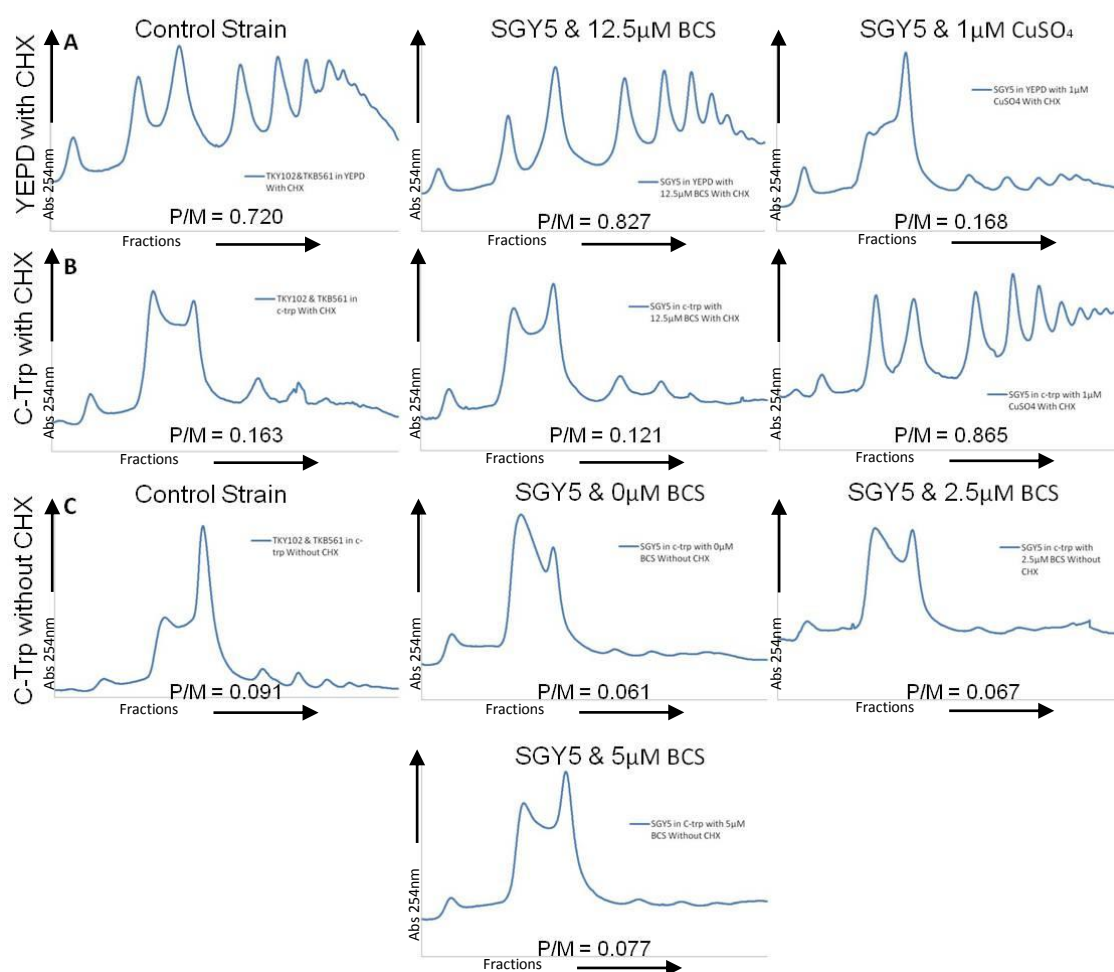 A
Control Strain
SGY5 & 12.5µM BCS
SGY5 & 1µM CuSO₄
YEPD with CHX
Abs 254nm
TKY102&TKB561 in YEPD
With CHX
P/M = 0.720
Fractions
Abs 254nm
SGY5 in YEPD with
12.5µM BCS With CHX
P/M = 0.827
Fractions
Abs 254nm
SGY5 in YEPD with 1µM
CuSO4 With CHX
P/M = 0.168
Fractions
B
C-Trp with CHX
Abs 254nm
TKY102 & TKB561 in
c-trp With CHX
P/M = 0.163
Fractions
Abs 254nm
SGY5 in c-trp with
12.5µM BCS With CHX
P/M = 0.121
Fractions
Abs 254nm
SGY5 in c-trp with 1µM
CuSO4 With CHX
P/M = 0.865
Fractions
C
Control Strain
SGY5 & 0µM BCS
SGY5 & 2.5µM BCS
C-Trp without CHX
Abs 254nm
TKY102 & TKB561 in c-
trp Without CHX
P/M = 0.091
Fractions
Abs 254nm
SGY5 in c-trp with 0µM
BCS Without CHX
P/M = 0.061
Fractions
Abs 254nm
SGY5 in c-trp with
2.5µM BCS Without
CHX
P/M = 0.067
Fractions
SGY5 & 5µM BCS
Abs 254nm
SGY5 in C-trp with 5µM
BCS Without CHX
P/M = 0.077
Fractions